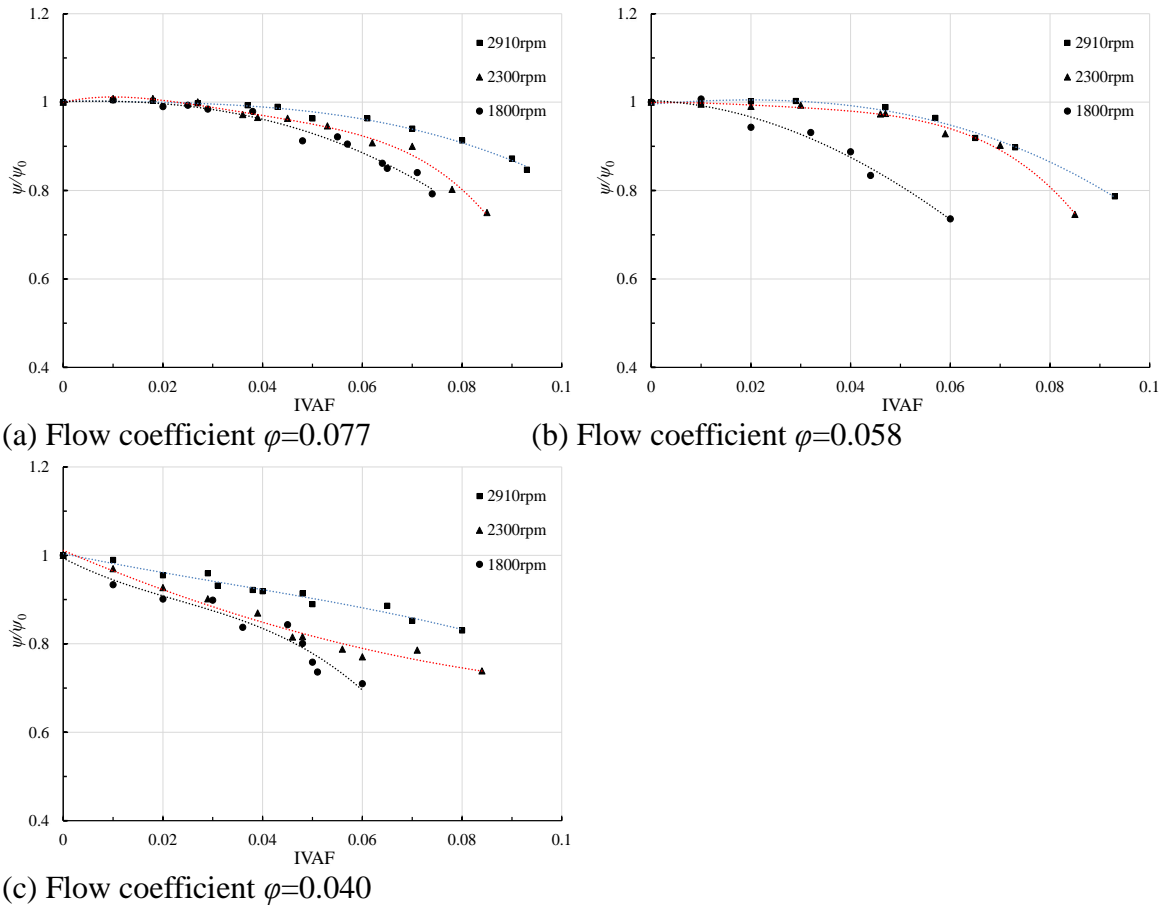 1.2
1
0.8
0.6
0.4
ψ/ψ0
0 0.02 0.04 0.06 0.08 0.1
IVAF
2910rpm
2300rpm
1800rpm
(a) Flow coefficient φ=0.077
1.2
1
0.8
0.6
0.4
ψ/ψ0
0 0.02 0.04 0.06 0.08 0.1
IVAF
2910rpm
2300rpm
1800rpm
(b) Flow coefficient φ=0.058
1.2
1
0.8
0.6
0.4
ψ/ψ0
0 0.02 0.04 0.06 0.08 0.1
IVAF
2910rpm
2300rpm
1800rpm
(c) Flow coefficient φ=0.040